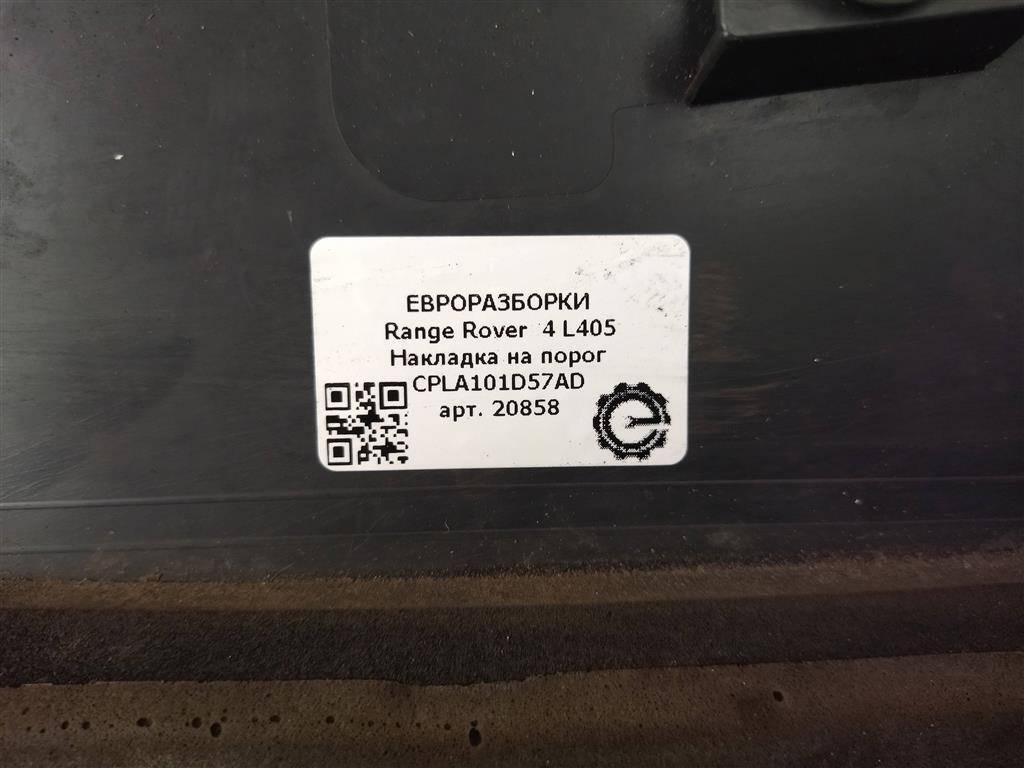 ЕВРОРАЗБОРКИ
Range Rover 4 L405
Накладка на порог
CPLA101D57AD
арт. 20858